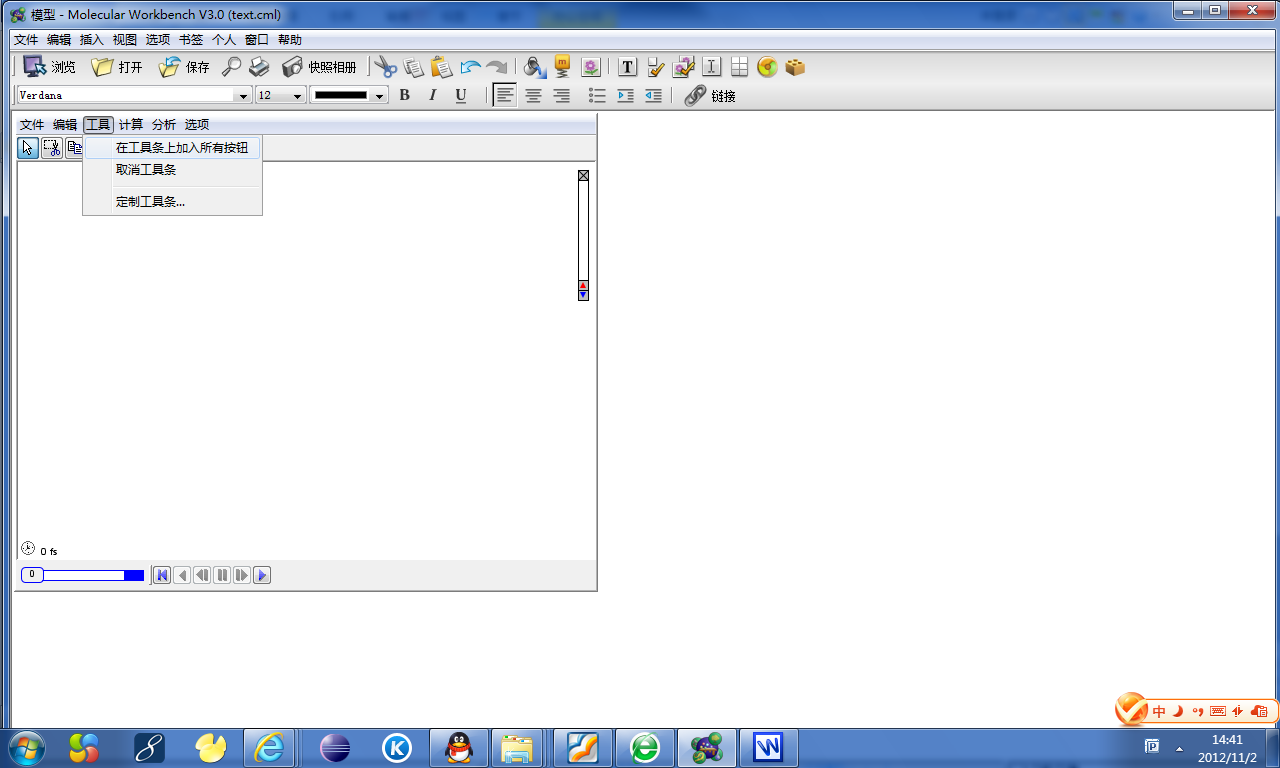 模型 - Molecular Workbench V3.0 (text.cml)
文件 编辑 插入 视图 选项 书签 个人 窗口 帮助
浏览 打开 保存 快照相册
Verdana 12 B I U 链接
文件 编辑 工具 计算 分析 选项
在工具条上加入所有按钮
取消工具条
定制工具条...
0 fs
0
中
14:41
2012/11/2